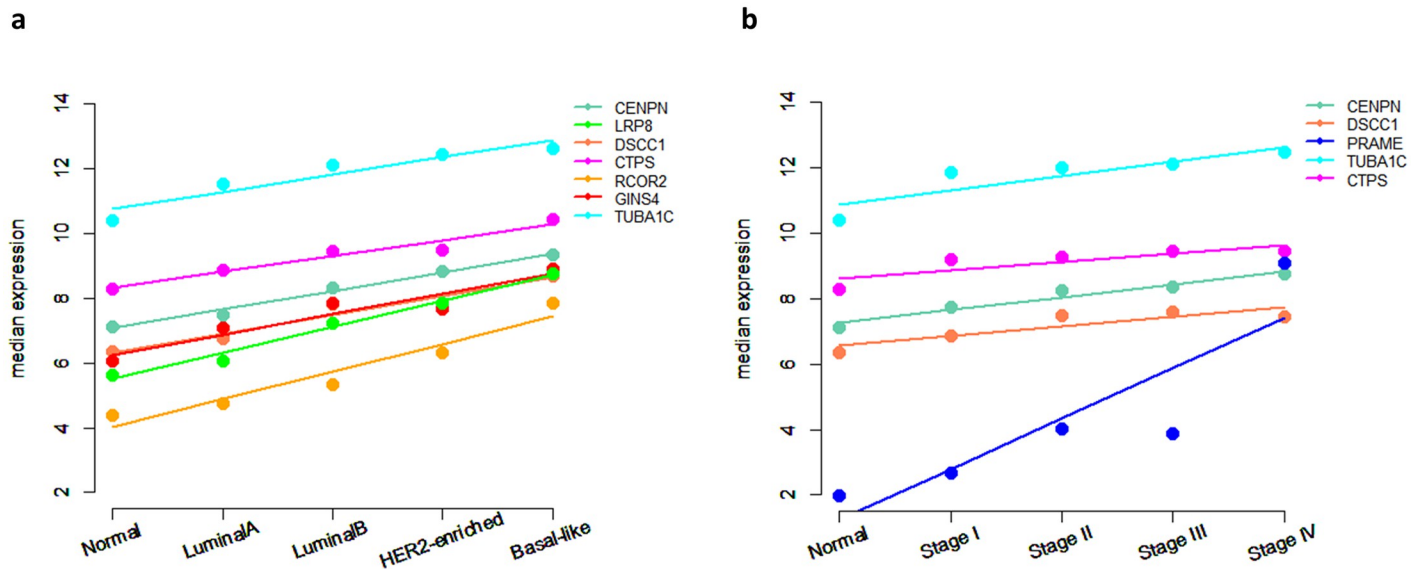 a
median expression
14
12
10
8
6
4
2
Normal
LuminalA
LuminalB
HER2-enriched
Basal-like
CENPN
LRP8
DSCC1
CTPS
RCOR2
GINS4
TUBA1C
b
median expression
14
12
10
8
6
4
2
Normal
Stage I
Stage II
Stage III
Stage IV
CENPN
DSCC1
PRAME
TUBA1C
CTPS